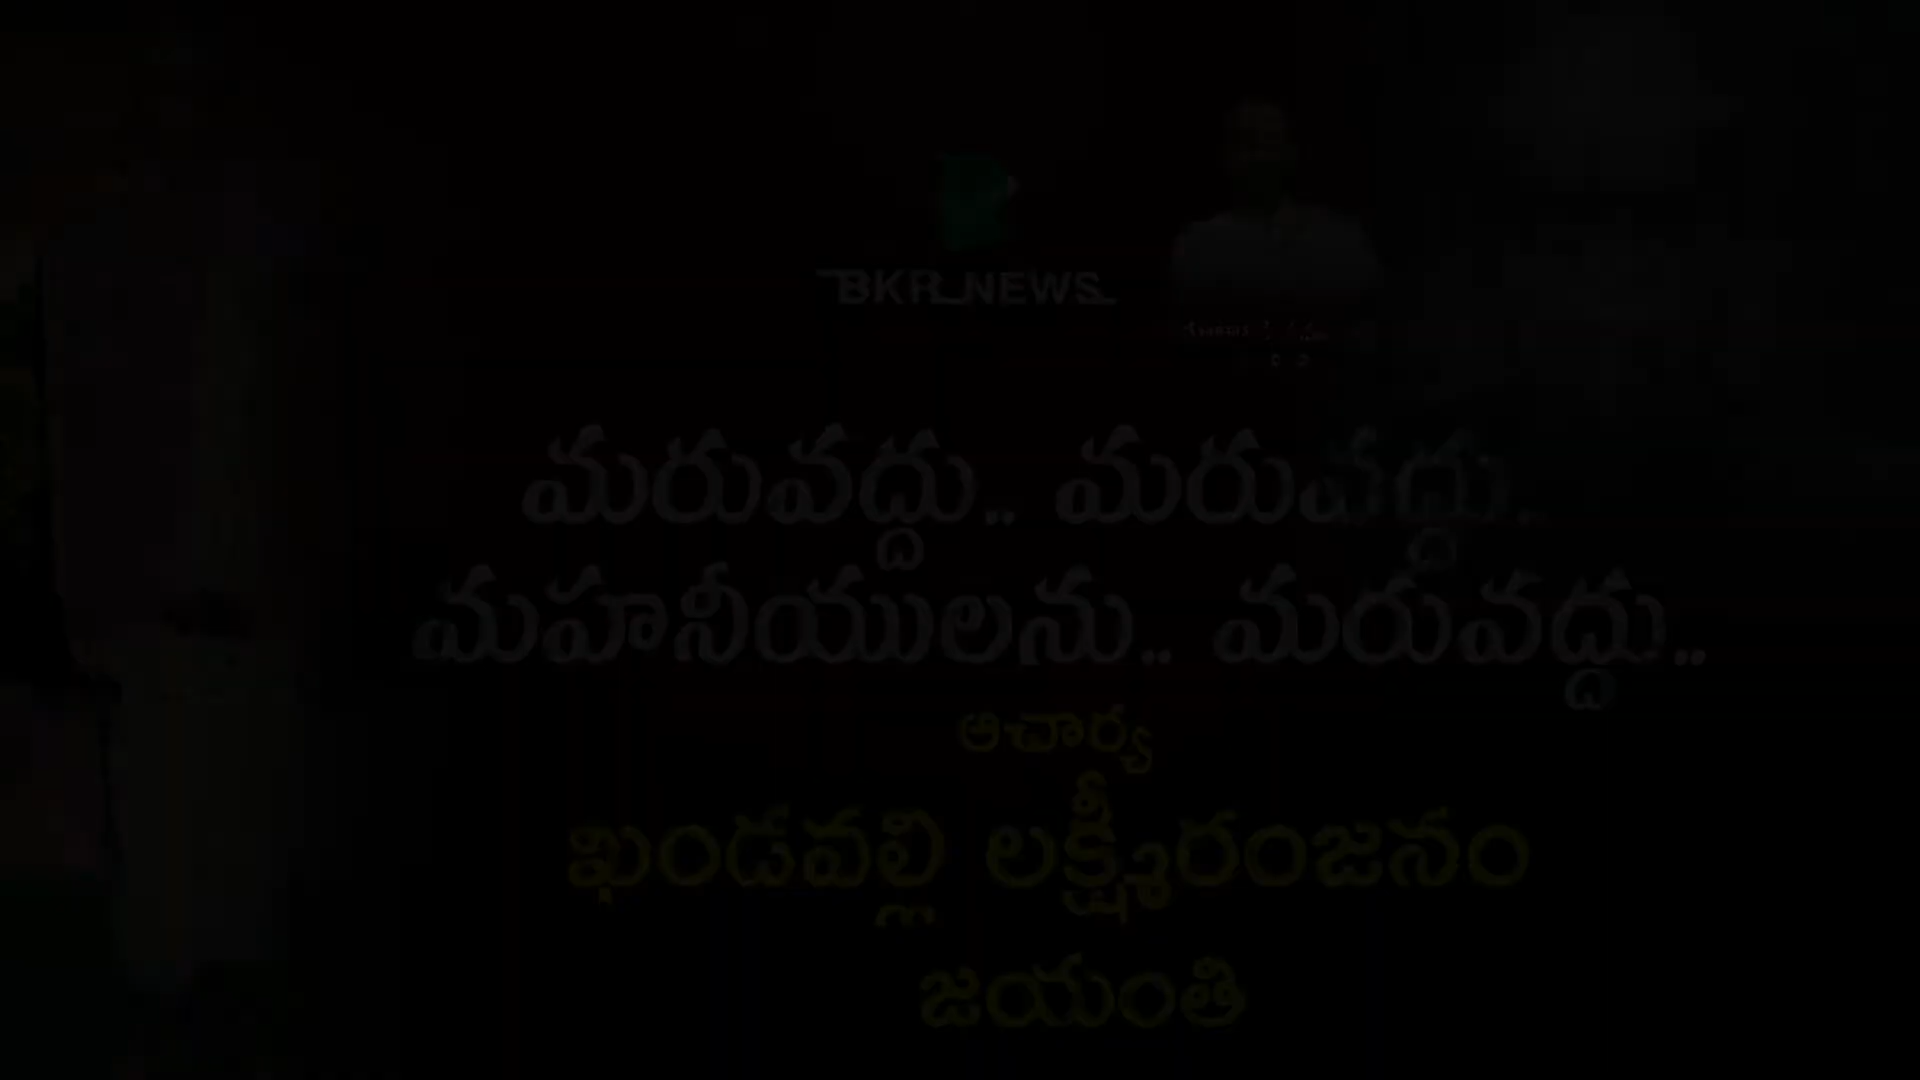 BKR NEWS
మరువద్దు.. మరువద్దు..
మహనీయులను.. మరువద్దు..
ఆచార్య
ఖండవల్లి లక్ష్మీరంజనం
జయంతి